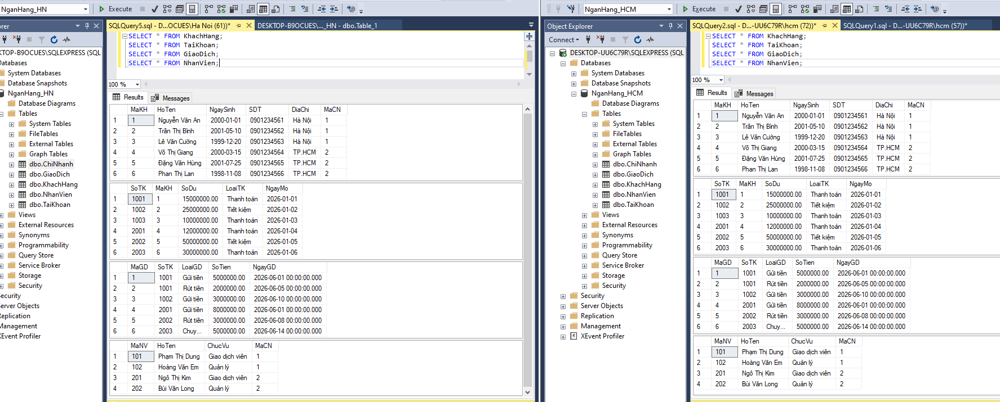 NganHang_HN
Execute
orer
KTOP-B9OCUES\SQLEXPRESS (SQL
Databases
System Databases
Database Snapshots
NganHang_HN
Database Diagrams
Tables
System Tables
FileTables
External Tables
Graph Tables
dbo.ChiNhanh
dbo.GiaoDich
dbo.KhachHang
dbo.NhanVien
dbo.TaiKhoan
Views
External Resources
Synonyms
Programmability
Query Store
Service Broker
Storage
Security
Security
Server Objects
Replication
Management
XEvent Profiler
SQLQuery5.sql - D...OCUES\Ha Noi (61))*
DESKTOP-B9OCUES\..._HN - dbo.Table_1
SELECT * FROM KhachHang;
SELECT * FROM TaiKhoan;
SELECT * FROM GiaoDich;
SELECT * FROM NhanVien;
100 %
Results Messages
MaKH HoTen NgaySinh SDT DiaChi MaCN
1 1 Nguyễn Văn An 2000-01-01 0901234561 Hà Nội 1
2 2 Trần Thị Bình 2001-05-10 0901234562 Hà Nội 1
3 3 Lê Văn Cường 1999-12-20 0901234563 Hà Nội 1
4 4 Võ Thị Giang 2000-03-15 0901234564 TP.HCM 2
5 5 Đặng Văn Hùng 2001-07-25 0901234565 TP.HCM 2
6 6 Phan Thị Lan 1998-11-08 0901234566 TP.HCM 2
SoTK MaKH SoDu LoaiTK NgayMo
1 1001 1 15000000.00 Thanh toán 2026-01-01
2 1002 2 25000000.00 Tiết kiệm 2026-01-02
3 1003 3 10000000.00 Thanh toán 2026-01-03
4 2001 4 12000000.00 Thanh toán 2026-01-04
5 2002 5 50000000.00 Tiết kiệm 2026-01-05
6 2003 6 30000000.00 Thanh toán 2026-01-06
MaGD SoTK LoaiGD SoTien NgayGD
1 1 1001 Gửi tiền 5000000.00 2026-06-01 00:00:00.000
2 2 1001 Rút tiền 2000000.00 2026-06-05 00:00:00.000
3 3 1002 Gửi tiền 3000000.00 2026-06-10 00:00:00.000
4 4 2001 Gửi tiền 8000000.00 2026-06-01 00:00:00.000
5 5 2002 Rút tiền 3000000.00 2026-06-08 00:00:00.000
6 6 2003 Chuy... 5000000.00 2026-06-14 00:00:00.000
MaNV HoTen ChucVu MaCN
1 101 Phạm Thị Dung Giao dịch viên 1
2 102 Hoàng Văn Em Quản lý 1
3 201 Ngô Thị Kim Giao dịch viên 2
4 202 Bùi Văn Long Quản lý 2
NganHang_HCM
Execute
Object Explorer
Connect
DESKTOP-UU6C79R\SQLEXPRESS (SQL
Databases
System Databases
Database Snapshots
NganHang_HCM
Database Diagrams
Tables
System Tables
FileTables
External Tables
Graph Tables
dbo.ChiNhanh
dbo.GiaoDich
dbo.KhachHang
dbo.NhanVien
dbo.TaiKhoan
Views
External Resources
Synonyms
Programmability
Query Store
Service Broker
Storage
Security
Security
Server Objects
Replication
Management
XEvent Profiler
SQLQuery2.sql - D...-UU6C79R\hcm (72))*
SQLQuery1.sql - D...-UU6C79R\hcm (57))*
SELECT * FROM KhachHang;
SELECT * FROM TaiKhoan;
SELECT * FROM GiaoDich;
SELECT * FROM NhanVien;
100 %
Results Messages
MaKH HoTen NgaySinh SDT DiaChi MaCN
1 1 Nguyễn Văn An 2000-01-01 0901234561 Hà Nội 1
2 2 Trần Thị Bình 2001-05-10 0901234562 Hà Nội 1
3 3 Lê Văn Cường 1999-12-20 0901234563 Hà Nội 1
4 4 Võ Thị Giang 2000-03-15 0901234564 TP.HCM 2
5 5 Đặng Văn Hùng 2001-07-25 0901234565 TP.HCM 2
6 6 Phan Thị Lan 1998-11-08 0901234566 TP.HCM 2
SoTK MaKH SoDu LoaiTK NgayMo
1 1001 1 15000000.00 Thanh toán 2026-01-01
2 1002 2 25000000.00 Tiết kiệm 2026-01-02
3 1003 3 10000000.00 Thanh toán 2026-01-03
4 2001 4 12000000.00 Thanh toán 2026-01-04
5 2002 5 50000000.00 Tiết kiệm 2026-01-05
6 2003 6 30000000.00 Thanh toán 2026-01-06
MaGD SoTK LoaiGD SoTien NgayGD
1 1 1001 Gửi tiền 5000000.00 2026-06-01 00:00:00.000
2 2 1001 Rút tiền 2000000.00 2026-06-05 00:00:00.000
3 3 1002 Gửi tiền 3000000.00 2026-06-10 00:00:00.000
4 4 2001 Gửi tiền 8000000.00 2026-06-01 00:00:00.000
5 5 2002 Rút tiền 3000000.00 2026-06-08 00:00:00.000
6 6 2003 Chuy... 5000000.00 2026-06-14 00:00:00.000
MaNV HoTen ChucVu MaCN
1 101 Phạm Thị Dung Giao dịch viên 1
2 102 Hoàng Văn Em Quản lý 1
3 201 Ngô Thị Kim Giao dịch viên 2
4 202 Bùi Văn Long Quản lý 2